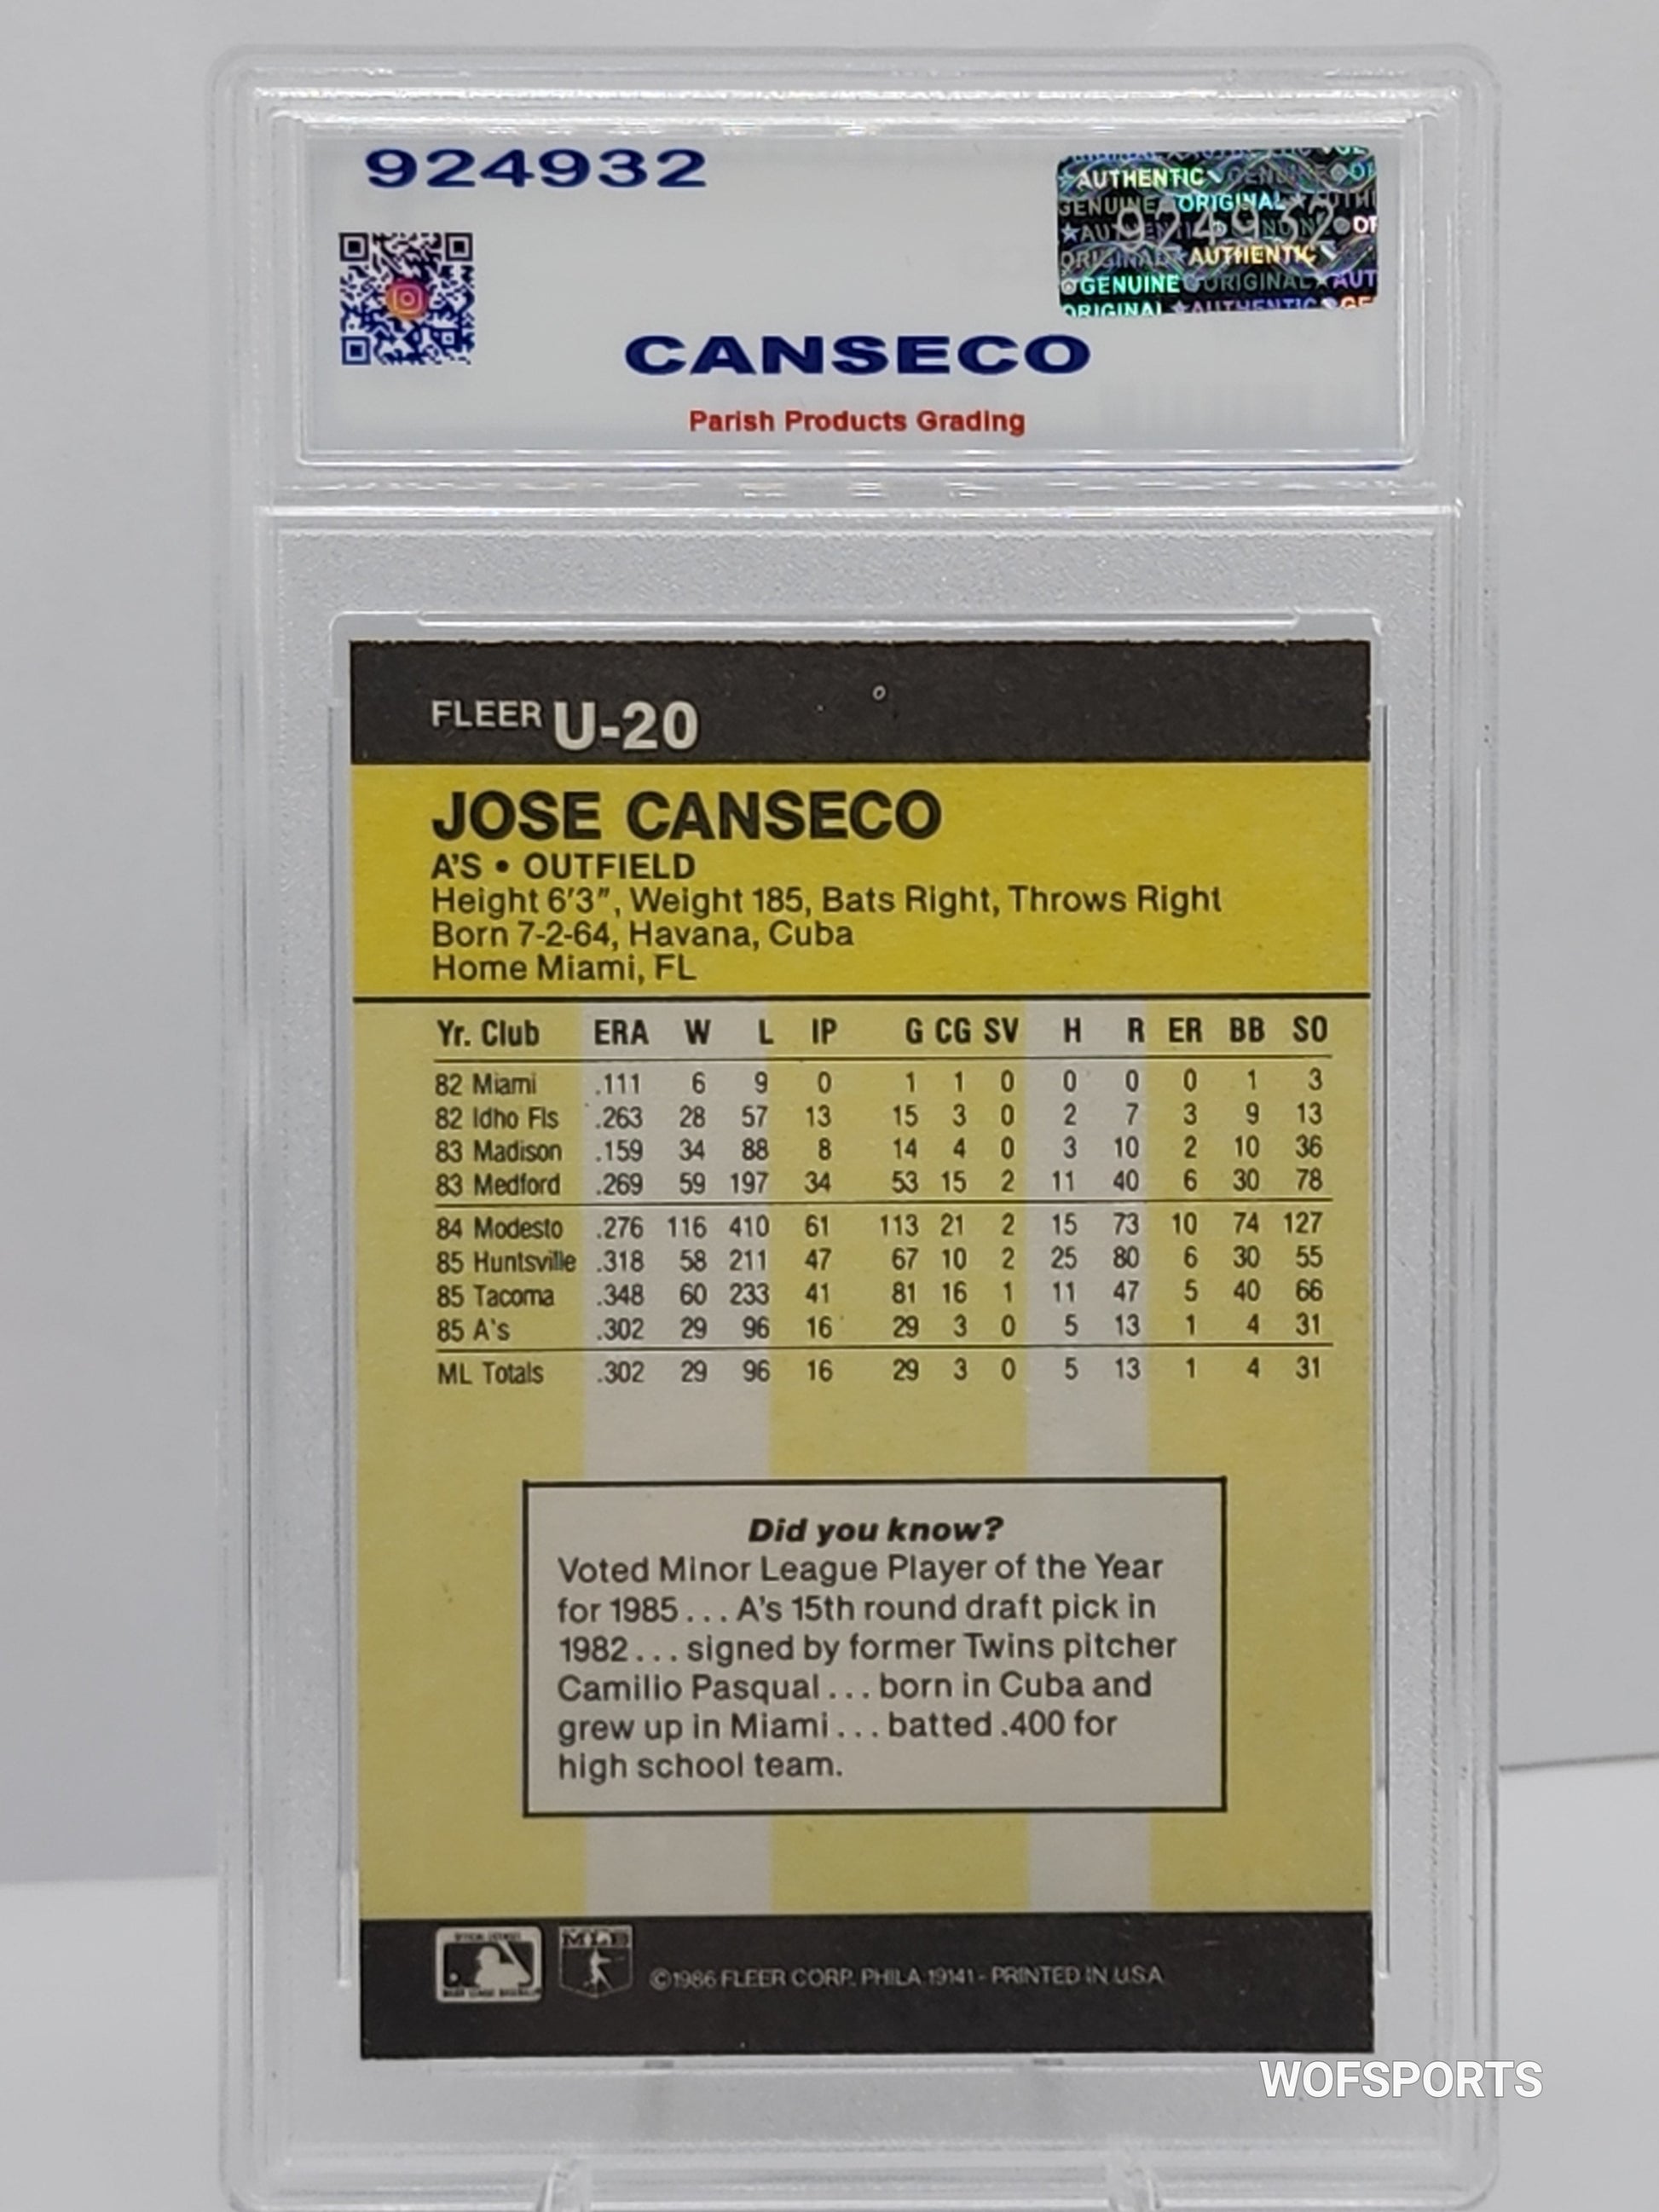 924932
AUTHENTIC GENUINE
GENUINE ORIGINAL AUTHENTIC
924932
ORIGINAL AUTHENTIC
GENUINE ORIGINAL AUT
ORIGINAL AUTHENTIC GE
CANSECO
Parish Products Grading
FLEER U-20
JOSE CANSECO
A'S • OUTFIELD
Height 6'3", Weight 185, Bats Right, Throws Right
Born 7-2-64, Havana, Cuba
Home Miami, FL
Yr. Club ERA W L IP G CG SV H R ER BB SO
82 Miami .111 6 9 0 1 1 0 0 0 0 1 3
82 Idho Fls .263 28 57 13 15 3 0 2 7 3 9 13
83 Madison .159 34 88 8 14 4 0 3 10 2 10 36
83 Medford .269 59 197 34 53 15 2 11 40 6 30 78
84 Modesto .276 116 410 61 113 21 2 15 73 10 74 127
85 Huntsville .318 58 211 47 67 10 2 25 80 6 30 55
85 Tacoma .348 60 233 41 81 16 1 11 47 5 40 66
85 A's .302 29 96 16 29 3 0 5 13 1 4 31
ML Totals .302 29 96 16 29 3 0 5 13 1 4 31
Did you know?
Voted Minor League Player of the Year
for 1985 ... A's 15th round draft pick in
1982 ... signed by former Twins pitcher
Camilio Pasqual ... born in Cuba and
grew up in Miami ... batted .400 for
high school team.
MLB
©1986 FLEER CORP. PHILA 19141 - PRINTED IN U.S.A
WOFSPORTS